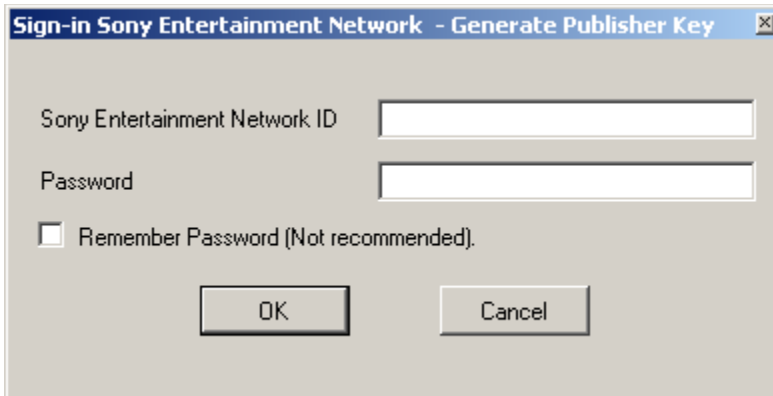 Sign-in Sony Entertainment Network - Generate Publisher Key
Sony Entertainment Network ID
Password
Remember Password (Not recommended).
OK Cancel